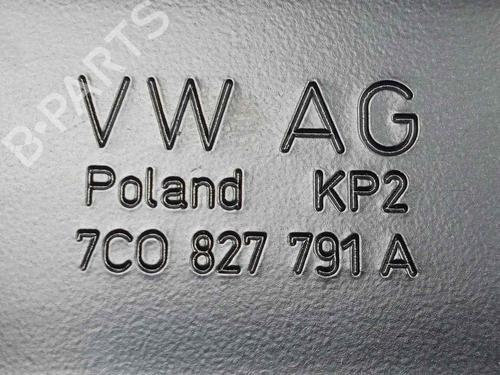 B-PARTS
VW AG
Poland KP2
7C0 827 791 A